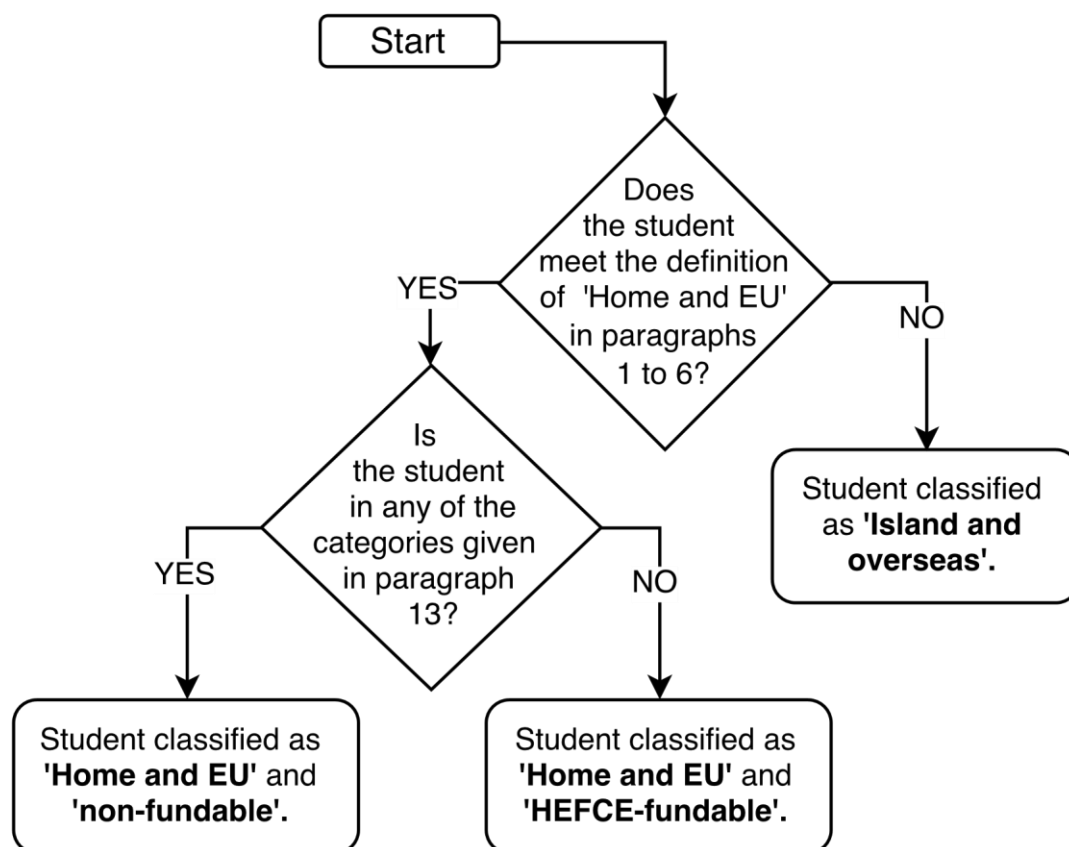 Start
Does
the student
meet the definition
of 'Home and EU'
in paragraphs
1 to 6?
YES
NO
Is
the student
in any of the
categories given
in paragraph
13?
Student classified
as 'Island and
overseas'.
YES
NO
Student classified as
'Home and EU' and
'non-fundable'.
Student classified as
'Home and EU' and
'HEFCE-fundable'.